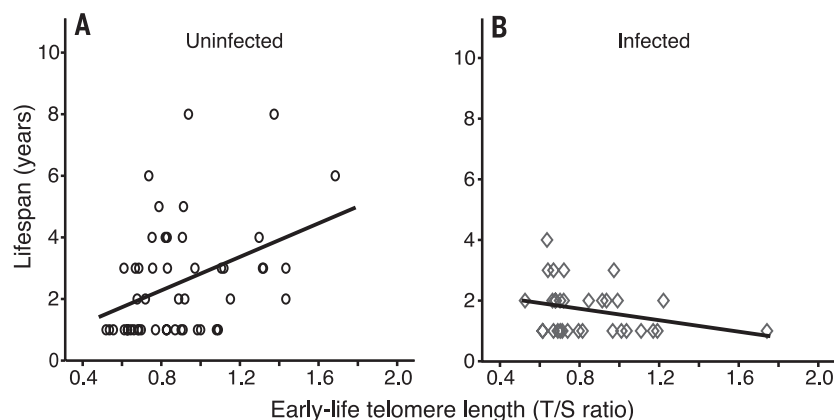 A
Uninfected
B
Infected
Lifespan (years)
10
8
6
4
2
0
0.4 0.8 1.2 1.6 2.0
10
8
6
4
2
0
0.4 0.8 1.2 1.6 2.0
Early-life telomere length (T/S ratio)